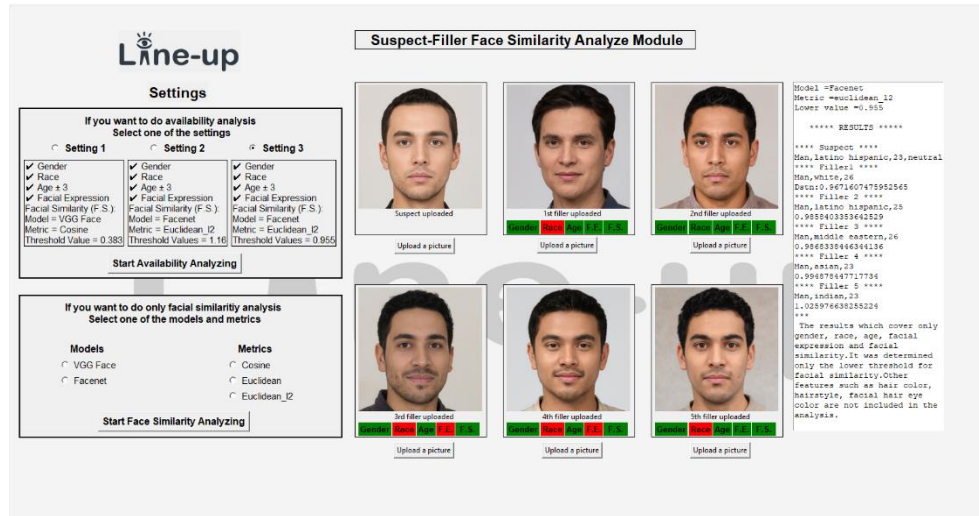 Line-up
Suspect-Filler Face Similarity Analyze Module
Settings
If you want to do availability analysis
Select one of the settings
Setting 1
Setting 2
Setting 3
✔ Gender
✔ Race
✔ Age ± 3
✔ Facial Expression
Facial Similarity (F.S.):
Model = VGG Face
Metric = Cosine
Threshold Value = 0.383
✔ Gender
✔ Race
✔ Age ± 3
✔ Facial Expression
Facial Similarity (F.S.):
Model = Facenet
Metric = Euclidean_l2
Threshold Values = 1.16
✔ Gender
✔ Race
✔ Age ± 3
✔ Facial Expression
Facial Similarity (F.S.):
Model = Facenet
Metric = Euclidean_l2
Threshold Values = 0.955
Start Availability Analyzing
If you want to do only facial similaritiy analysis
Select one of the models and metrics
Models
VGG Face
Facenet
Metrics
Cosine
Euclidean
Euclidean_l2
Start Face Similarity Analyzing
Suspect uploaded
Upload a picture
1st filler uploaded
Gender Race Age F.E. F.S.
Upload a picture
2nd filler uploaded
Gender Race Age F.E. F.S.
Upload a picture
3rd filler uploaded
Gender Race Age F.E. F.S.
Upload a picture
4th filler uploaded
Gender Race Age F.E. F.S.
Upload a picture
5th filler uploaded
Gender Race Age F.E. F.S.
Upload a picture
Model =Facenet
Metric =euclidean_l2
Lower value =0.955
***** RESULTS *****
**** Suspect ****
Man,latino hispanic,23,neutral
**** Filler1 ****
Man,white,26
Dstn:0.9671607475952565
**** Filler 2 ****
Man,latino hispanic,25
0.9858403353642529
**** Filler 3 ****
Man,middle eastern,26
0.9868338446344136
**** Filler 4 ****
Man,asian,23
0.994878447717734
**** Filler 5 ****
Man,indian,23
1.025976638255224
***
The results which cover only
gender, race, age, facial
expression and facial
similarity.It was determined
only the lower threshold for
facial similarity.Other
features such as hair color,
hairstyle, facial hair eye
color are not included in the
analysis.